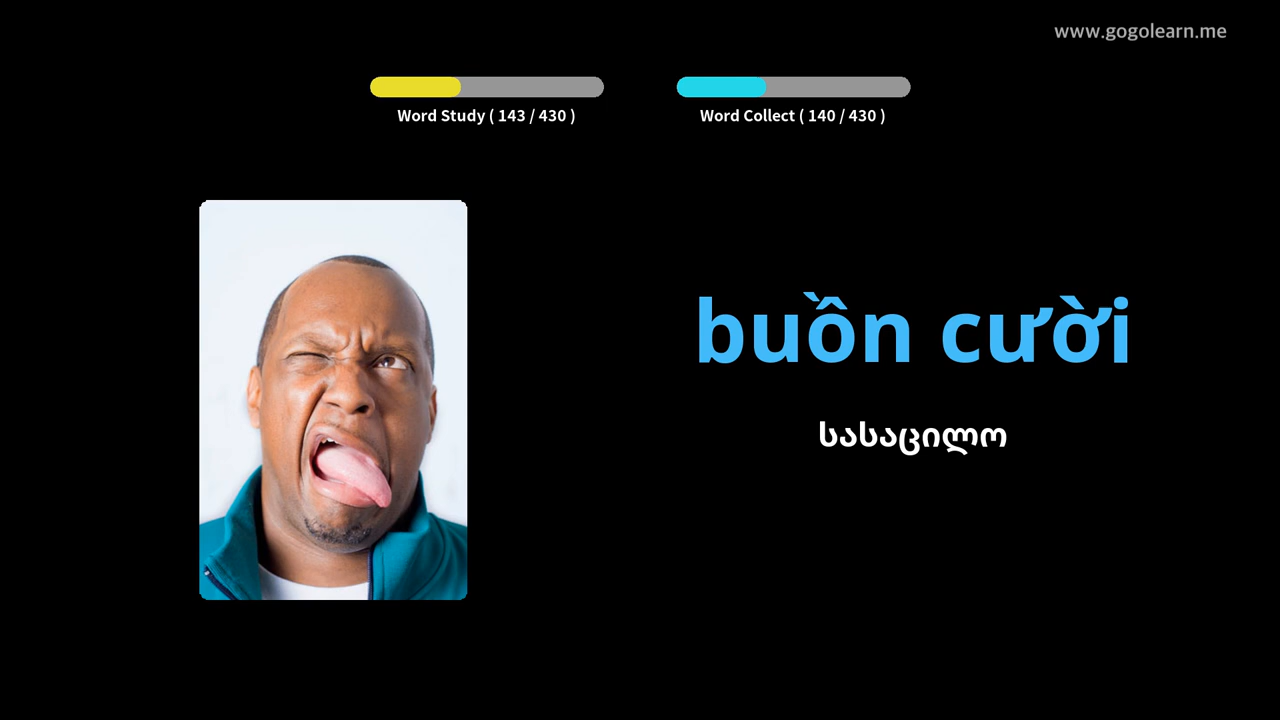 www.gogolearn.me
Word Study ( 143 / 430 )
Word Collect ( 140 / 430 )
buồn cười
სასაცილო